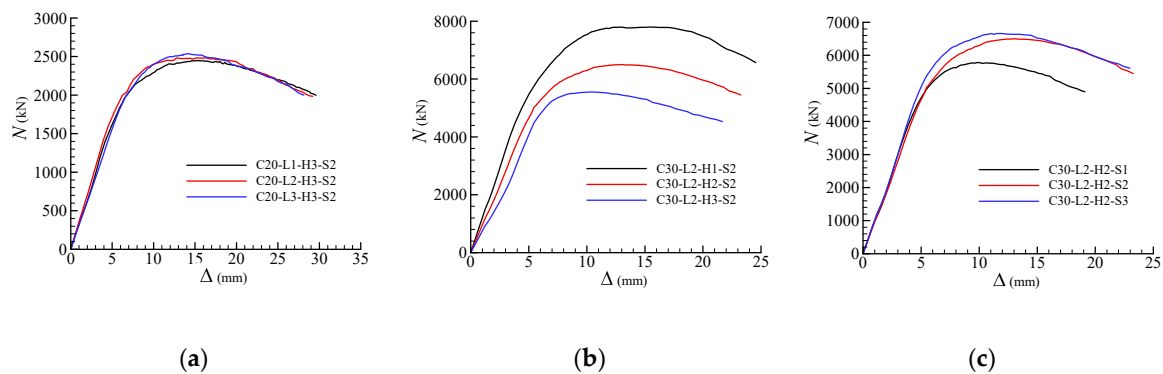 3000
2500
2000
1500
1000
500
0
N (kN)
C20-L1-H3-S2
C20-L2-H3-S2
C20-L3-H3-S2
0 5 10 15 20 25 30 35
Δ (mm)
(a)
8000
6000
4000
2000
0
N (kN)
C30-L2-H1-S2
C30-L2-H2-S2
C30-L2-H3-S2
0 5 10 15 20 25
Δ (mm)
(b)
7000
6000
5000
4000
3000
2000
1000
0
N (kN)
C30-L2-H2-S1
C30-L2-H2-S2
C30-L2-H2-S3
0 5 10 15 20 25
Δ (mm)
(c)